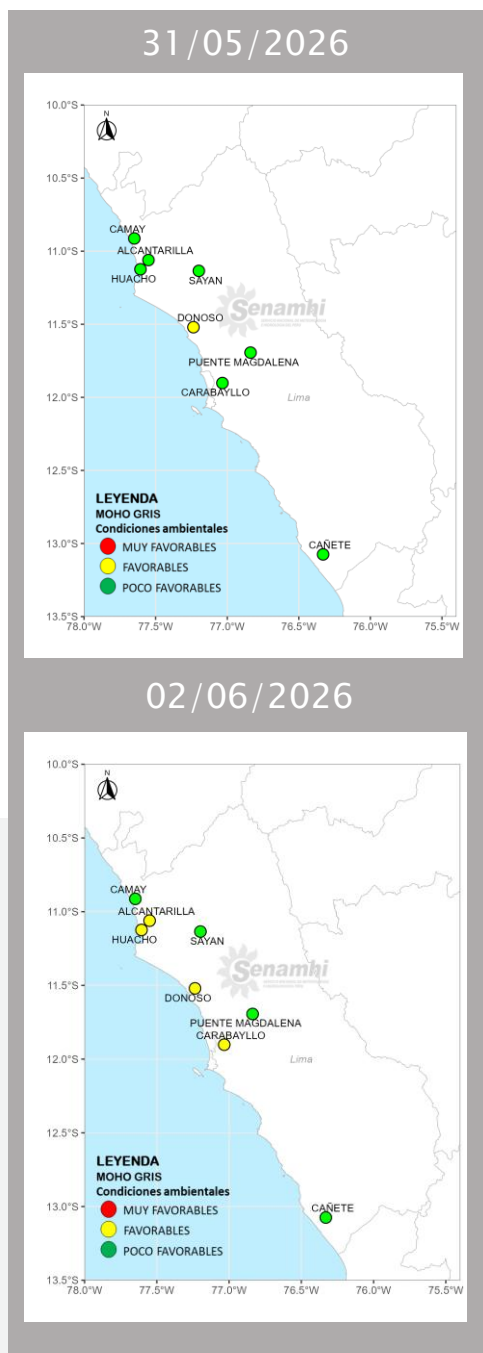 31/05/2026
10.0°S
N
10.5°S
CAMAY
11.0°S
ALCANTARILLA
HUACHO
SAYAN
Senamhi
11.5°S
DONOSO
PUENTE MAGDALENA
12.0°S
CARABAYLLO
Lima
12.5°S
LEYENDA
MOHO GRIS
Condiciones ambientales
13.0°S
CAÑETE
MUY FAVORABLES
FAVORABLES
POCO FAVORABLES
13.5°S
78.0°W 77.5°W 77.0°W 76.5°W 76.0°W 75.5°W
02/06/2026
10.0°S
N
10.5°S
CAMAY
11.0°S
ALCANTARILLA
HUACHO
SAYAN
Senamhi
11.5°S
DONOSO
PUENTE MAGDALENA
CARABAYLLO
12.0°S
Lima
12.5°S
LEYENDA
MOHO GRIS
Condiciones ambientales
13.0°S
CAÑETE
MUY FAVORABLES
FAVORABLES
POCO FAVORABLES
13.5°S
78.0°W 77.5°W 77.0°W 76.5°W 76.0°W 75.5°W